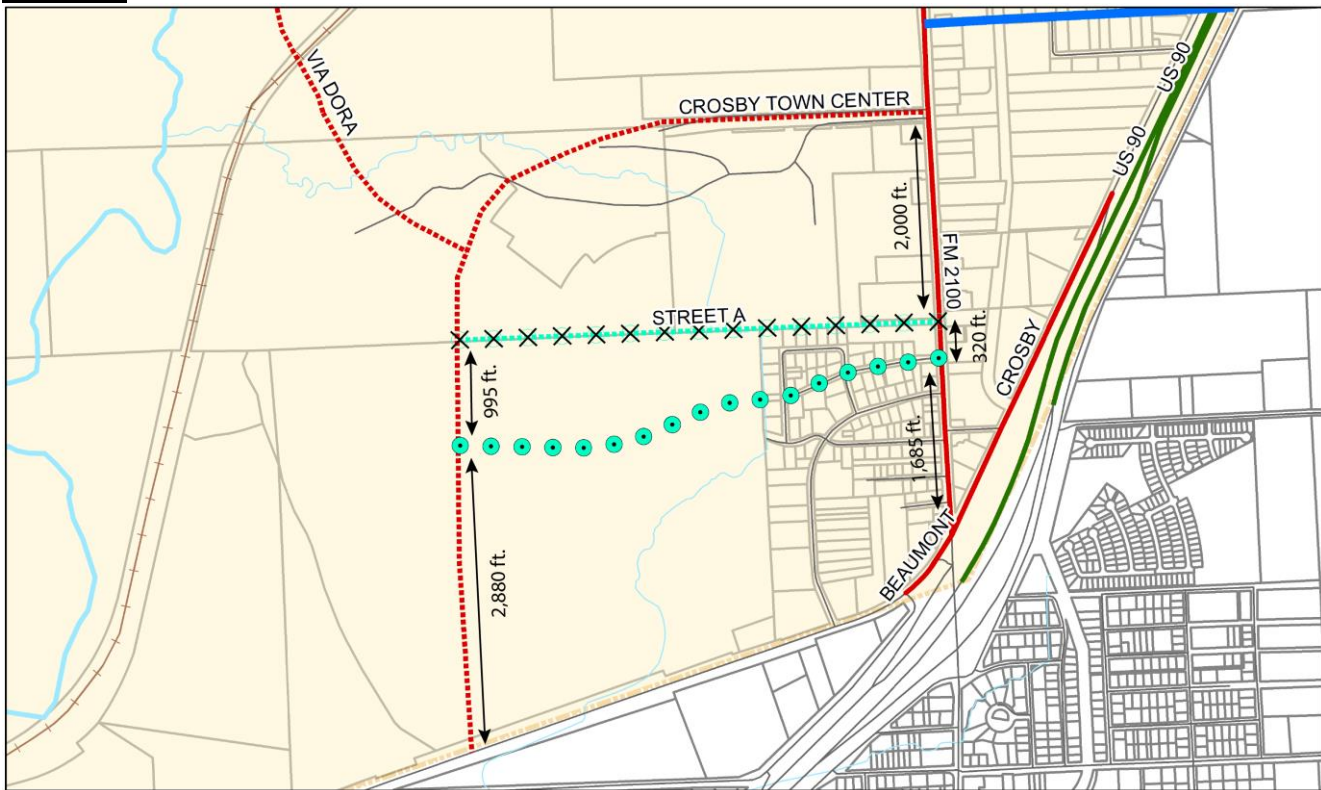 VIA DORA
CROSBY TOWN CENTER
US-90
US-90
2,000 ft.
FM 2100
STREET A
320 ft.
CROSBY
995 ft.
1,685 ft.
BEAUMONT
2,880 ft.